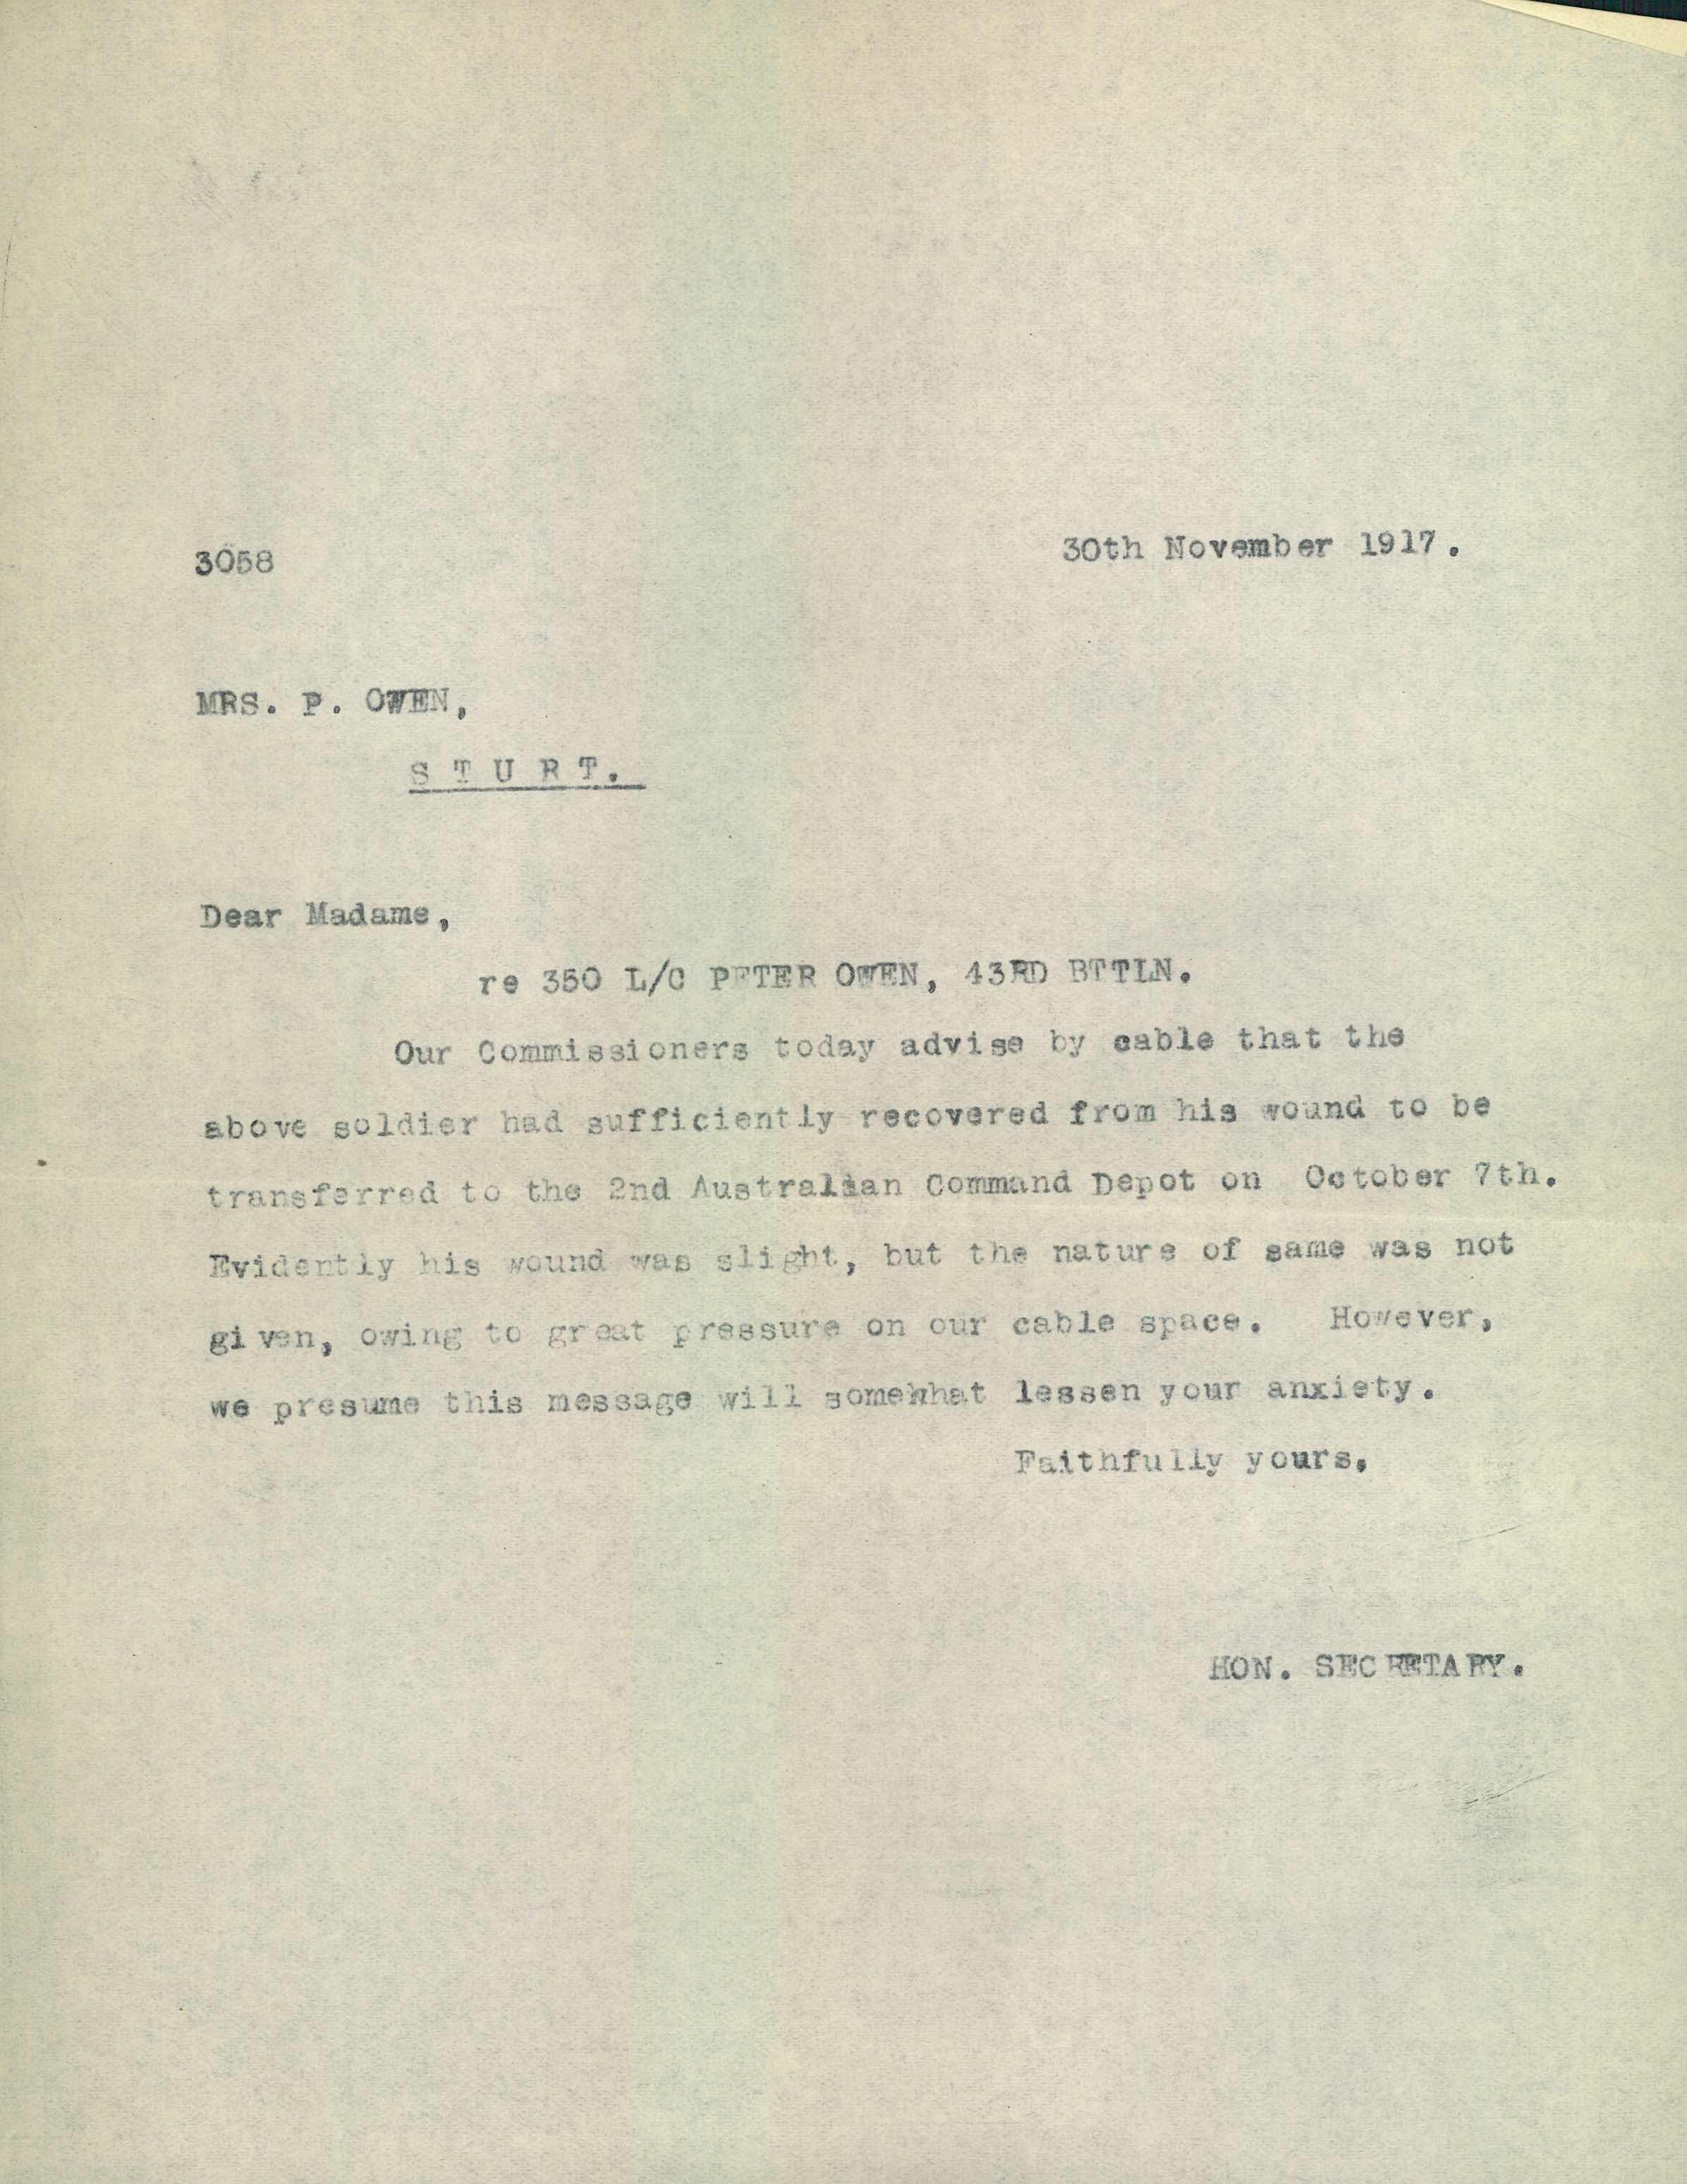 3058
30th November 1917.
MRS. P. OWEN,
S T U R T.
Dear Madame,
re 350 L/C PETER OWEN, 43RD BTTLN.
Our Commissioners today advise by cable that the
above soldier had sufficiently recovered from his wound to be
transferred to the 2nd Australian Command Depot on October 7th.
Evidently his wound was slight, but the nature of same was not
given, owing to great pressure on our cable space. However,
we presume this message will somewhat lessen your anxiety.
Faithfully yours,
HON. SECRETARY.